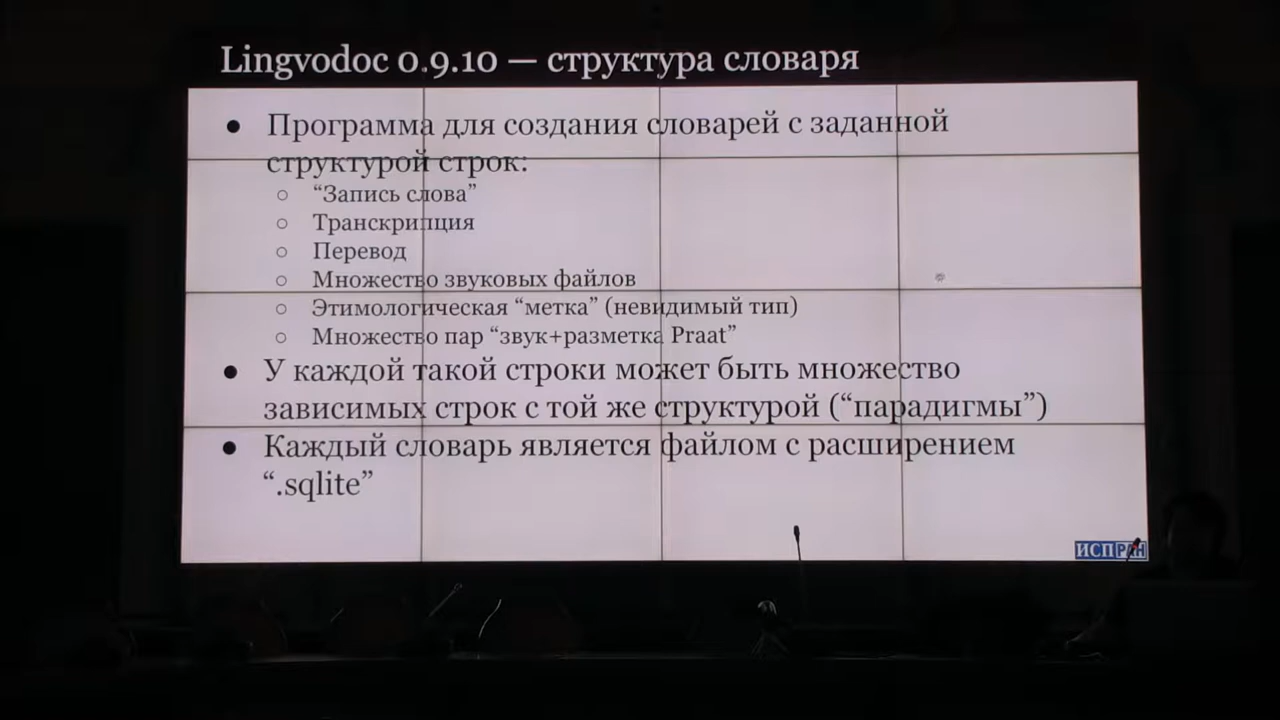 Lingvodoc 0.9.10 — структура словаря
● Программа для создания словарей с заданной
структурой строк:
○ “Запись слова”
○ Транскрипция
○ Перевод
○ Множество звуковых файлов
○ Этимологическая “метка” (невидимый тип)
○ Множество пар “звук+разметка Praat”
● У каждой такой строки может быть множество
зависимых строк с той же структурой (“парадигмы”)
● Каждый словарь является файлом с расширением
“.sqlite”
ИСП РАН